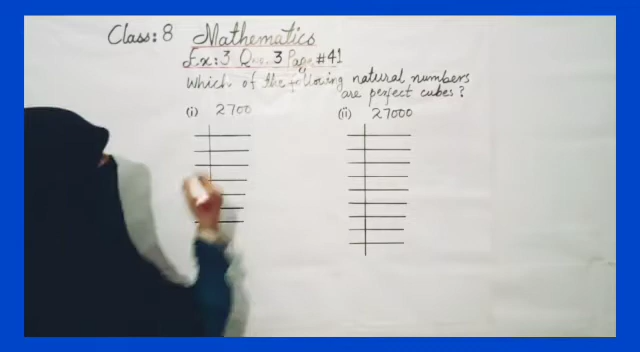 Class: 8 Mathematics
Ex: 3 Qus. 3 Page #41
Which of the following natural numbers
are perfect cubes?
(i) 2700 (ii) 27000